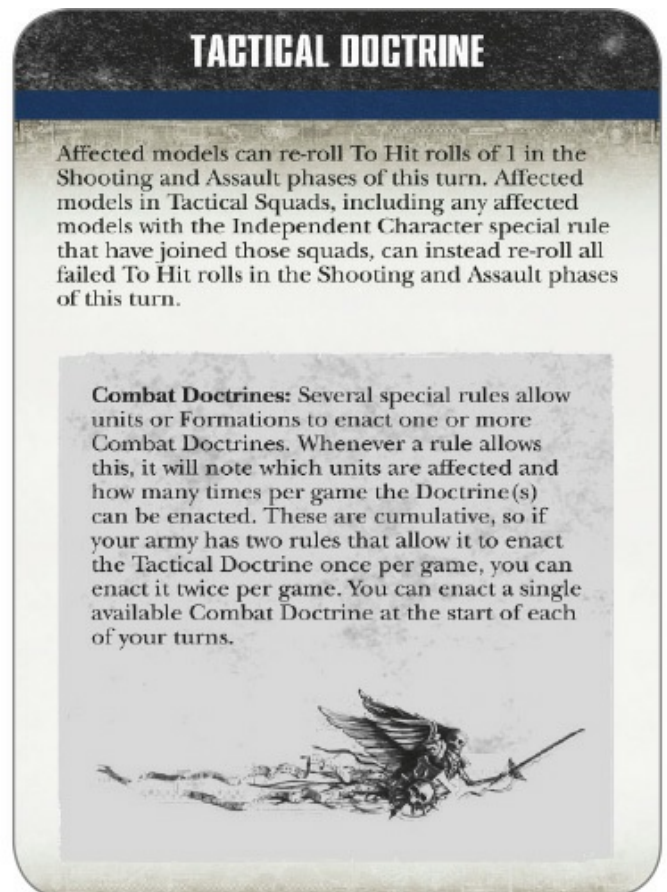 TACTICAL DOCTRINE
Affected models can re-roll To Hit rolls of 1 in the
Shooting and Assault phases of this turn. Affected
models in Tactical Squads, including any affected
models with the Independent Character special rule
that have joined those squads, can instead re-roll all
failed To Hit rolls in the Shooting and Assault phases
of this turn.
Combat Doctrines: Several special rules allow
units or Formations to enact one or more
Combat Doctrines. Whenever a rule allows
this, it will note which units are affected and
how many times per game the Doctrine(s)
can be enacted. These are cumulative, so if
your army has two rules that allow it to enact
the Tactical Doctrine once per game, you can
enact it twice per game. You can enact a single
available Combat Doctrine at the start of each
of your turns.